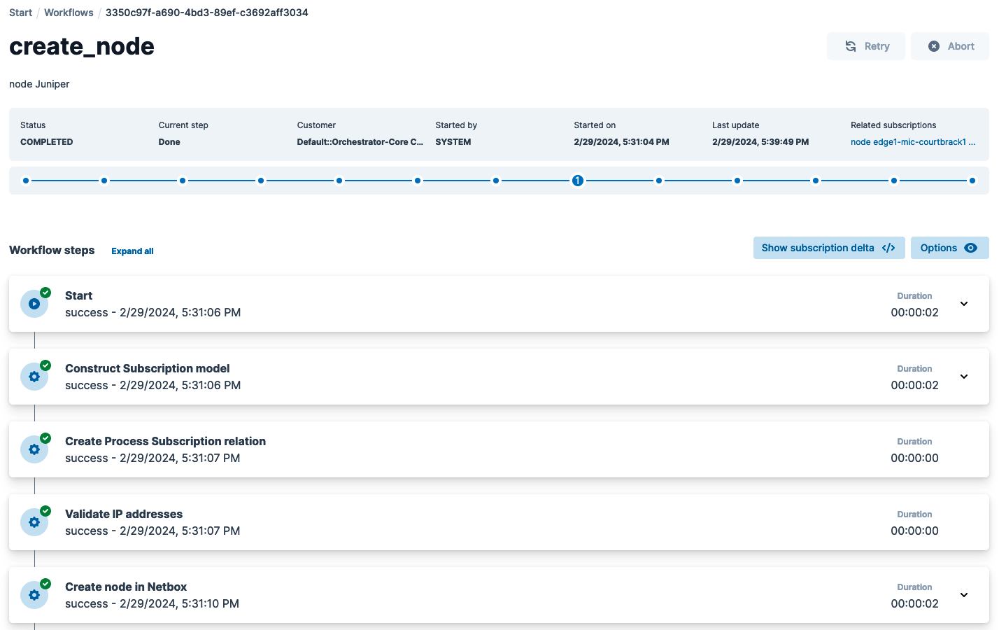 Start / Workflows / 3350c97f-a690-4bd3-89ef-c3692aff3034
create_node
Retry
Abort
node Juniper
Status
Current step
Customer
Started by
Started on
Last update
Related subscriptions
COMPLETED
Done
Default::Orchestrator-Core C...
SYSTEM
2/29/2024, 5:31:04 PM
2/29/2024, 5:39:49 PM
node edge1-mic-courtbrack1 ...
1
Workflow steps
Expand all
Show subscription delta </>
Options
Start
success - 2/29/2024, 5:31:06 PM
Duration
00:00:02
Construct Subscription model
success - 2/29/2024, 5:31:06 PM
Duration
00:00:02
Create Process Subscription relation
success - 2/29/2024, 5:31:07 PM
Duration
00:00:00
Validate IP addresses
success - 2/29/2024, 5:31:07 PM
Duration
00:00:00
Create node in Netbox
success - 2/29/2024, 5:31:10 PM
Duration
00:00:02